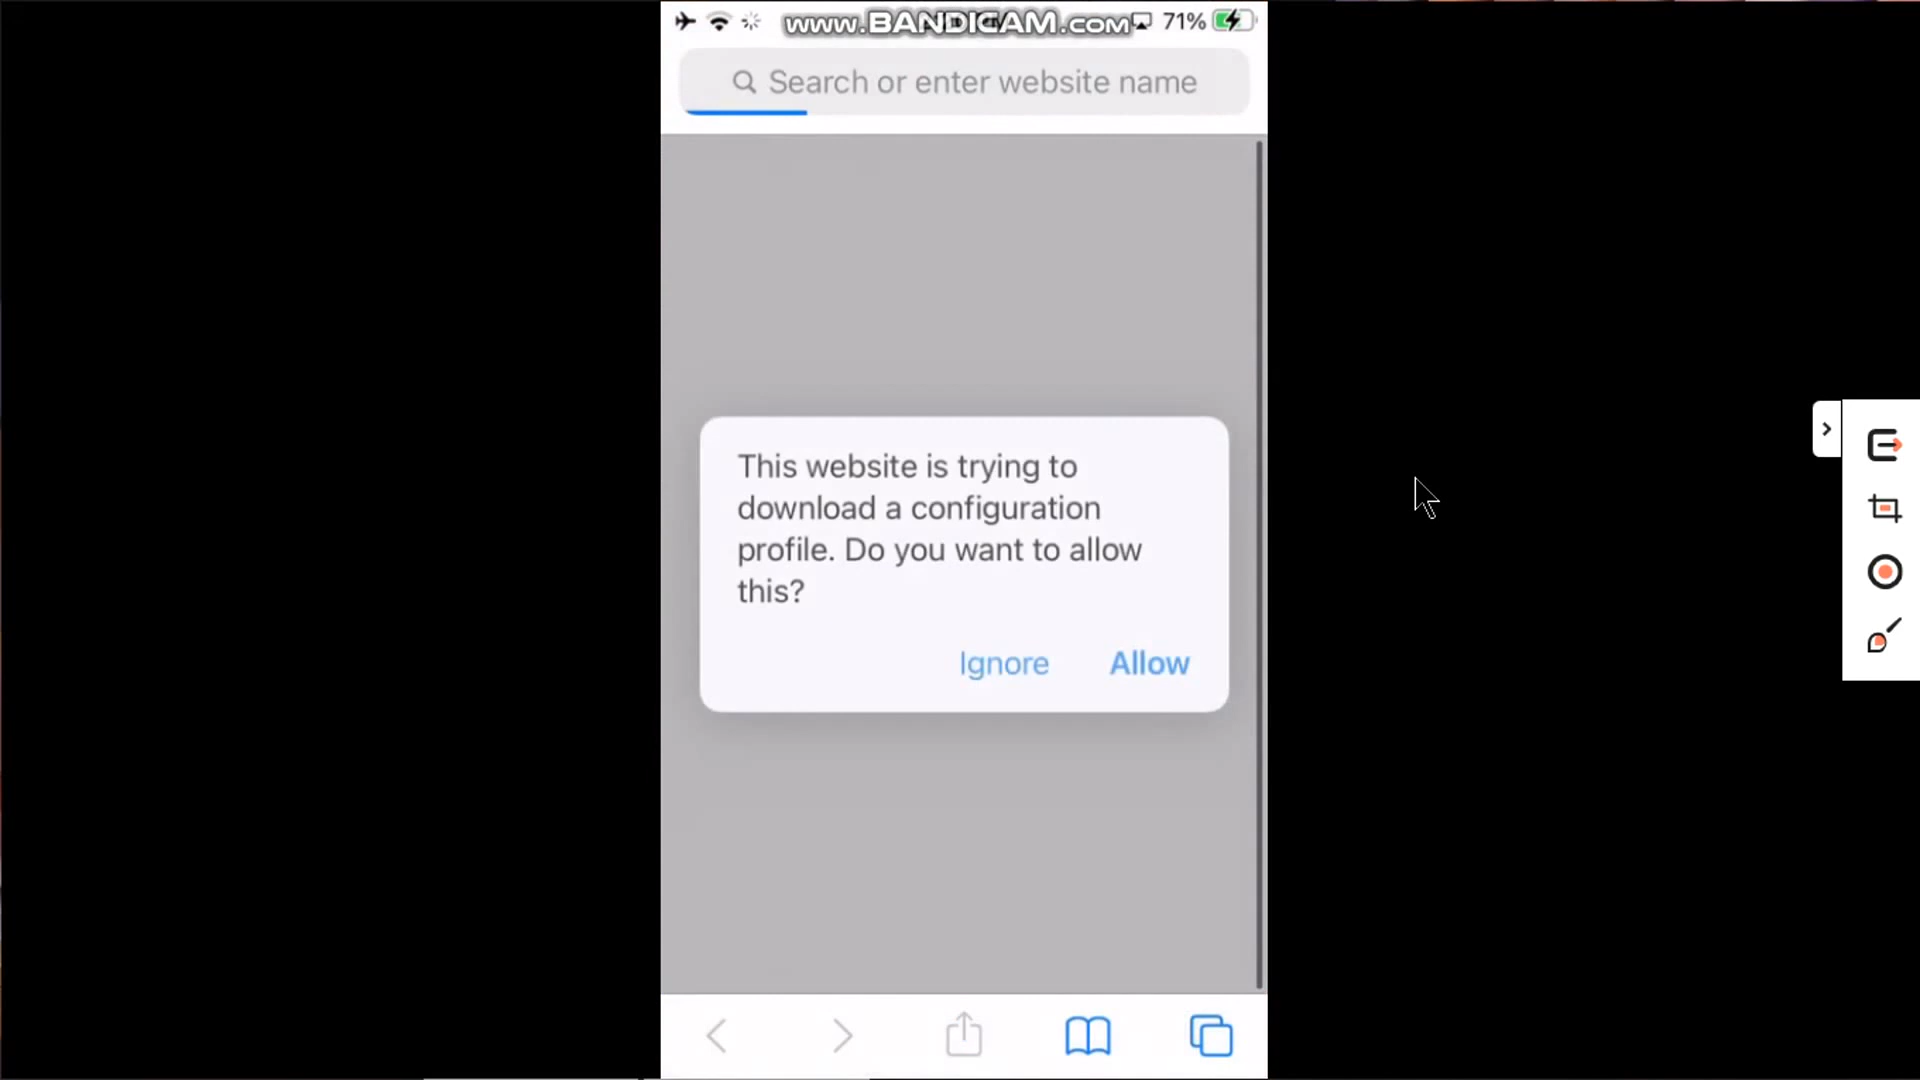 www.BANDICAM.com
71%
Search or enter website name
This website is trying to
download a configuration
profile. Do you want to allow
this?
Ignore
Allow